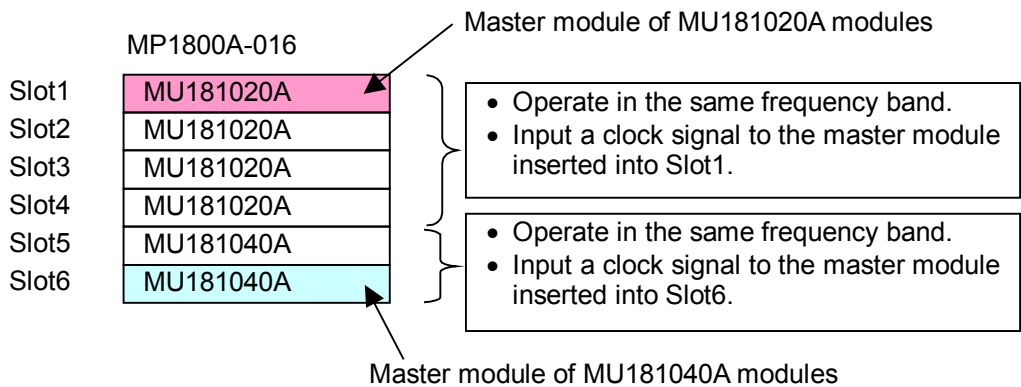 Master module of MU181020A modules
MP1800A-016
Slot1 MU181020A
Slot2 MU181020A
Slot3 MU181020A
Slot4 MU181020A
Slot5 MU181040A
Slot6 MU181040A
• Operate in the same frequency band.
• Input a clock signal to the master module
inserted into Slot1.
• Operate in the same frequency band.
• Input a clock signal to the master module
inserted into Slot6.
Master module of MU181040A modules